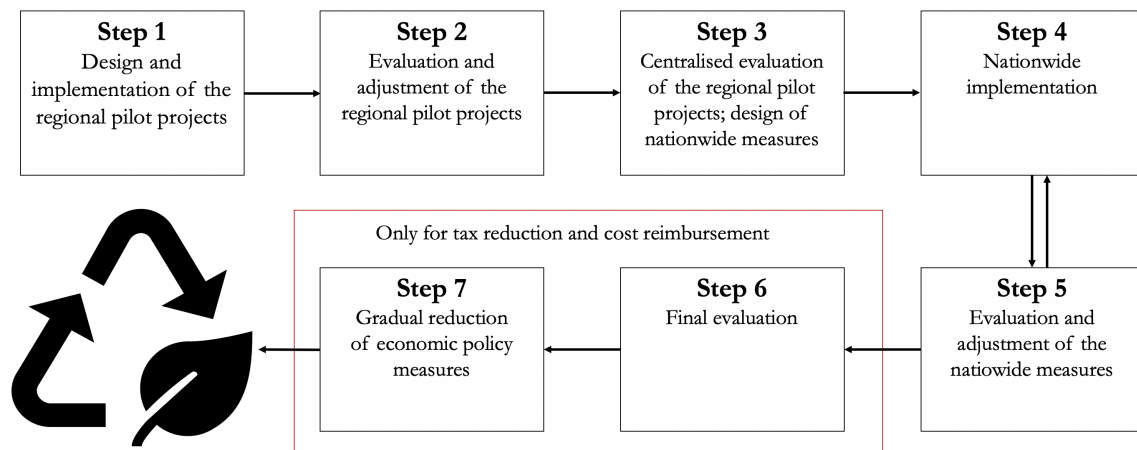 Step 1
Design and
implementation of the
regional pilot projects
Step 2
Evaluation and
adjustment of the
regional pilot projects
Step 3
Centralised evaluation
of the regional pilot
projects; design of
nationwide measures
Step 4
Nationwide
implementation
Only for tax reduction and cost reimbursement
Step 7
Gradual reduction
of economic policy
measures
Step 6
Final evaluation
Step 5
Evaluation and
adjustment of the
natiowide measures